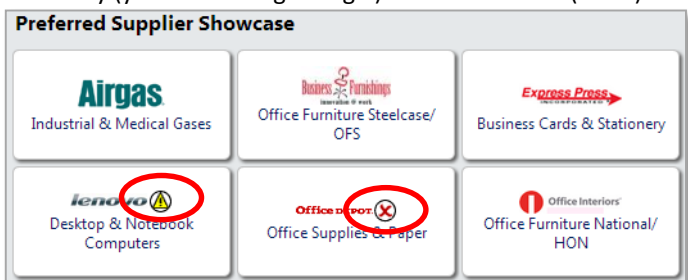 Preferred Supplier Showcase
Airgas
Industrial & Medical Gases
Business Furnishings
innovation @ work
Office Furniture Steelcase/
OFS
Express Press
INCORPORATED
Business Cards & Stationery
lenovo
Desktop & Notebook
Computers
Office DEPOT
Office Supplies & Paper
Office Interiors
Office Furniture National/
HON